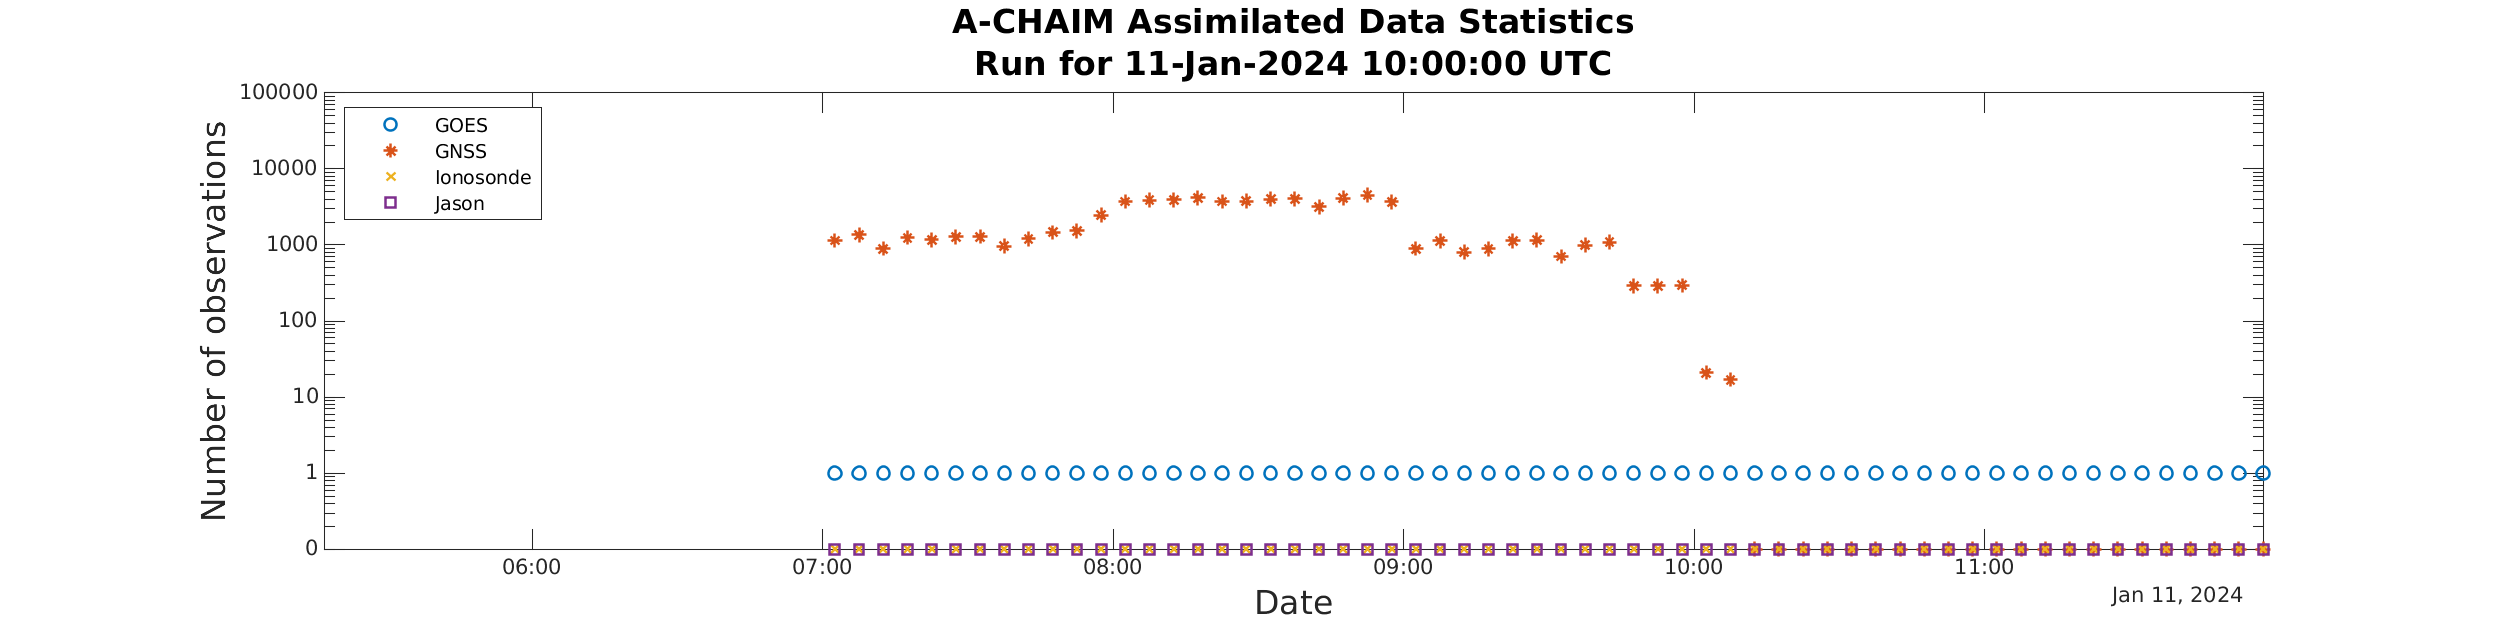 A-CHAIM Assimilated Data Statistics
Run for 11-Jan-2024 10:00:00 UTC
100000
10000
1000
100
10
1
0
Number of observations
GOES
GNSS
Ionosonde
Jason
06:00
07:00
08:00
09:00
10:00
11:00
Date
Jan 11, 2024